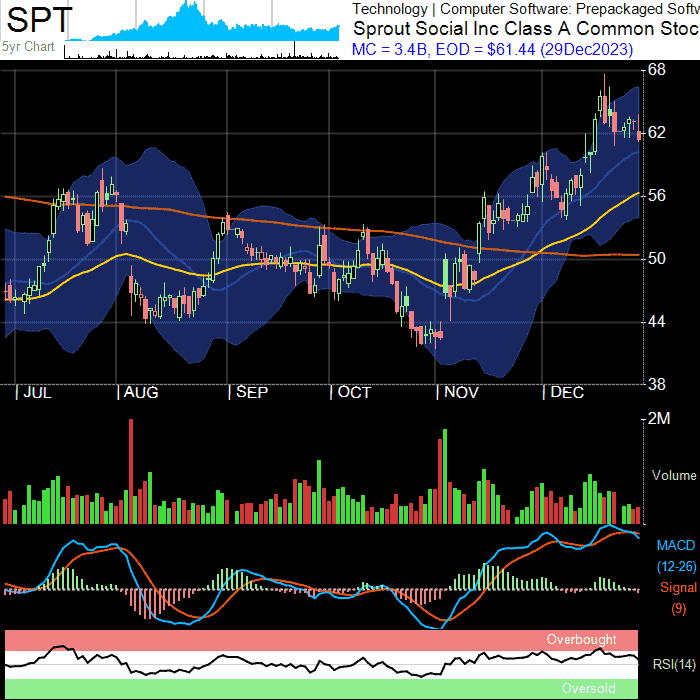 SPT
5yr Chart
Technology | Computer Software: Prepackaged Softw
Sprout Social Inc Class A Common Stoc
MC = 3.4B, EOD = $61.44 (29Dec2023)
68
62
56
50
44
38
JUL
AUG
SEP
OCT
NOV
DEC
2M
Volume
MACD
(12-26)
Signal
(9)
Overbought
RSI(14)
Oversold